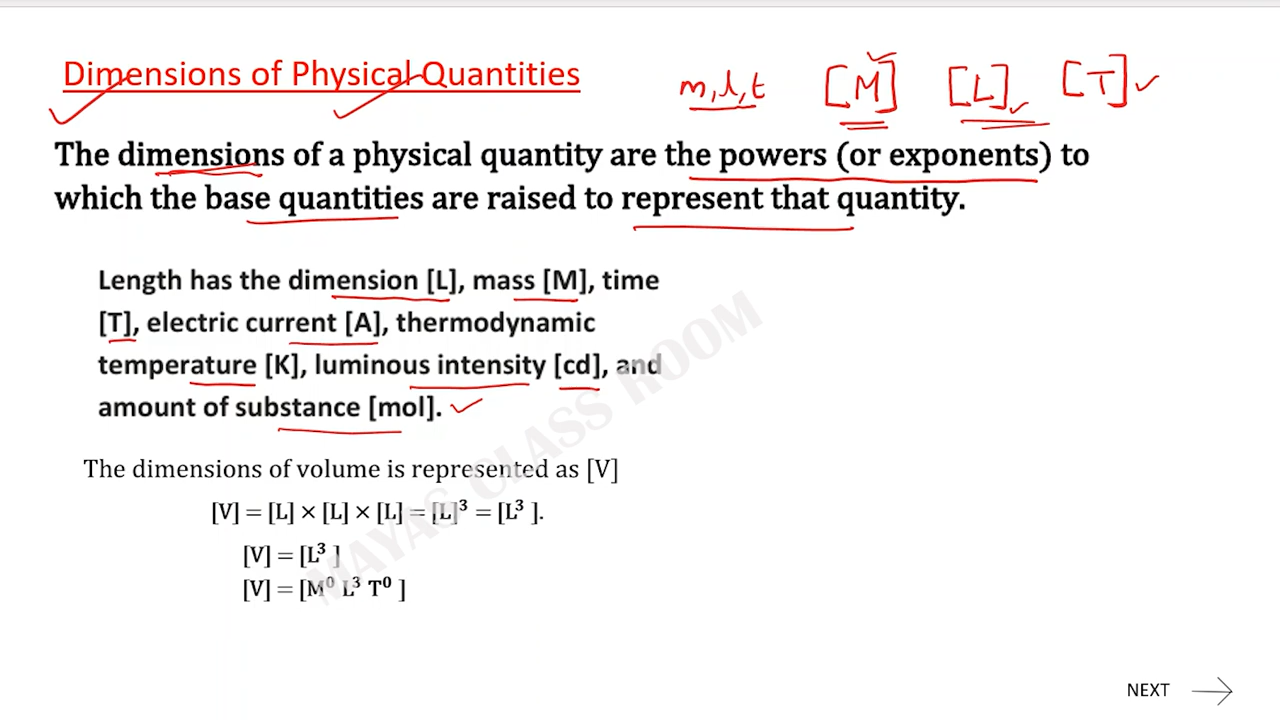 Dimensions of Physical Quantities
m, l, t [M] [L] [T]
The dimensions of a physical quantity are the powers (or exponents) to
which the base quantities are raised to represent that quantity.
Length has the dimension [L], mass [M], time
[T], electric current [A], thermodynamic
temperature [K], luminous intensity [cd], and
amount of substance [mol].
The dimensions of volume is represented as [V]
[V] = [L] × [L] × [L] = [L]³ = [L³ ].
[V] = [L³ ]
[V] = [M⁰ L³ T⁰ ]
MAYAS CLASS ROOM
NEXT